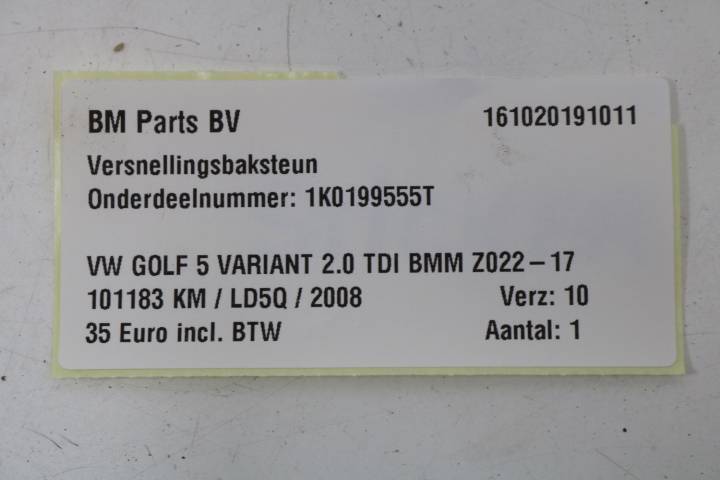 BM Parts BV 161020191011
Versnellingsbaksteun
Onderdeelnummer: 1K0199555T
VW GOLF 5 VARIANT 2.0 TDI BMM Z022-17
101183 KM / LD5Q / 2008 Verz: 10
35 Euro incl. BTW Aantal: 1